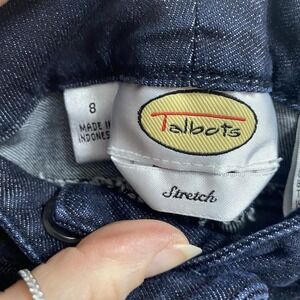 8
MADE IN
INDONES
Talbots
Stretch